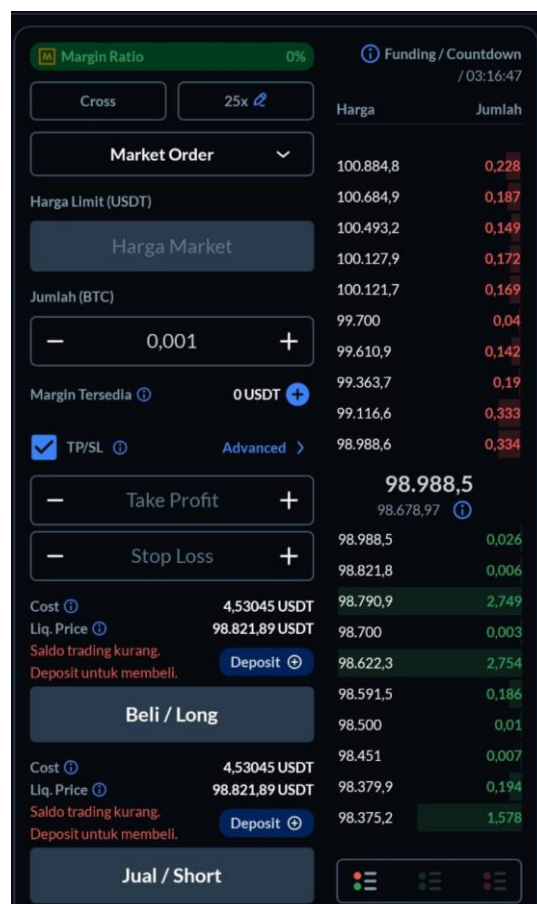 M Margin Ratio 0%
Cross
25x
Market Order
Harga Limit (USDT)
Harga Market
Jumlah (BTC)
− 0,001 +
Margin Tersedia 0 USDT
TP/SL Advanced
− Take Profit +
− Stop Loss +
Cost 4,53045 USDT
Liq. Price 98.821,89 USDT
Saldo trading kurang.
Deposit untuk membeli.
Deposit
Beli / Long
Cost 4,53045 USDT
Liq. Price 98.821,89 USDT
Saldo trading kurang.
Deposit untuk membeli.
Deposit
Jual / Short
Funding / Countdown
/ 03:16:47
Harga Jumlah
100.884,8 0,228
100.684,9 0,187
100.493,2 0,149
100.127,9 0,172
100.121,7 0,169
99.700 0,04
99.610,9 0,142
99.363,7 0,19
99.116,6 0,333
98.988,6 0,334
98.988,5
98.678,97
98.988,5 0,026
98.821,8 0,006
98.790,9 2,749
98.700 0,003
98.622,3 2,754
98.591,5 0,186
98.500 0,01
98.451 0,007
98.379,9 0,194
98.375,2 1,578